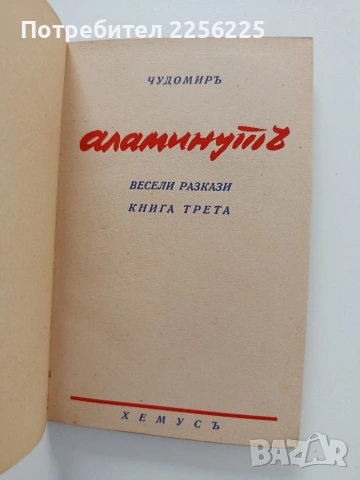 Потребител 2256225
ЧУДОМИРЪ
аламинутъ
ВЕСЕЛИ РАЗКАЗИ
КНИГА ТРЕТА
ХЕМУСЪ
BAZAR